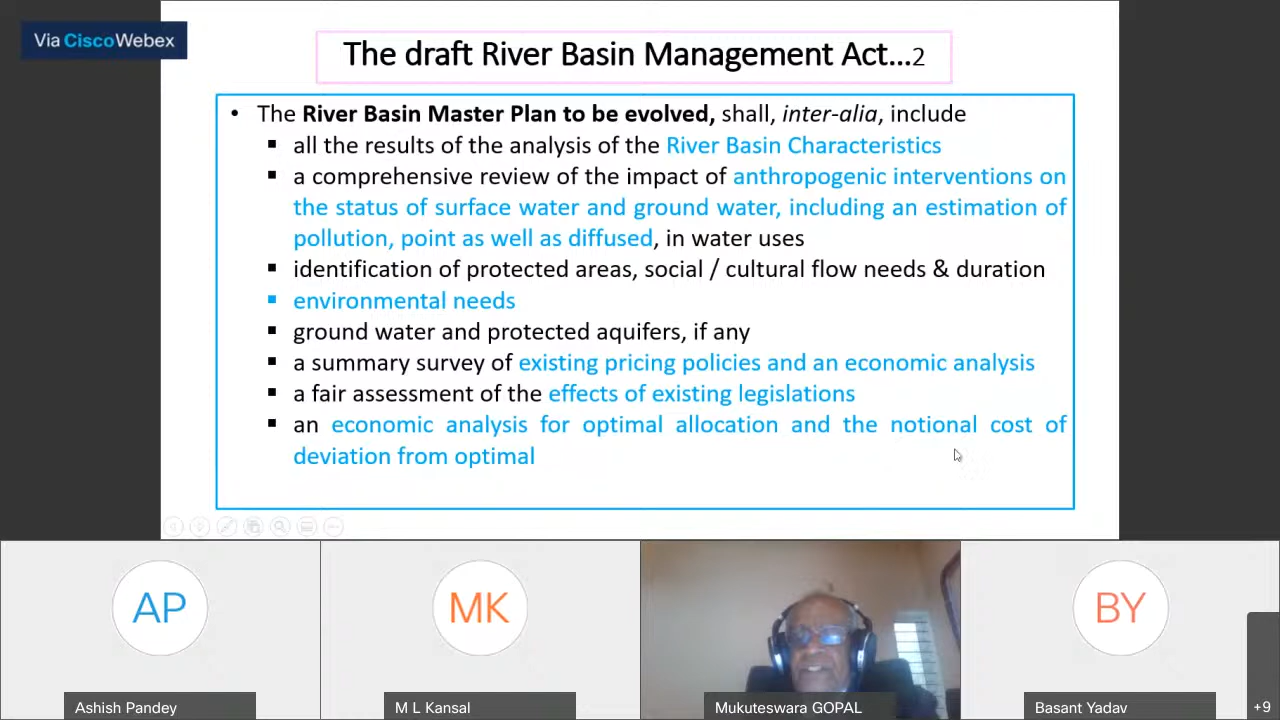 Via CiscoWebex
The draft River Basin Management Act...2
• The River Basin Master Plan to be evolved, shall, inter-alia, include
▪ all the results of the analysis of the River Basin Characteristics
▪ a comprehensive review of the impact of anthropogenic interventions on
the status of surface water and ground water, including an estimation of
pollution, point as well as diffused, in water uses
▪ identification of protected areas, social / cultural flow needs & duration
▪ environmental needs
▪ ground water and protected aquifers, if any
▪ a summary survey of existing pricing policies and an economic analysis
▪ a fair assessment of the effects of existing legislations
▪ an economic analysis for optimal allocation and the notional cost of
deviation from optimal
AP
MK
BY
Ashish Pandey
M L Kansal
Mukuteswara GOPAL
Basant Yadav
+9